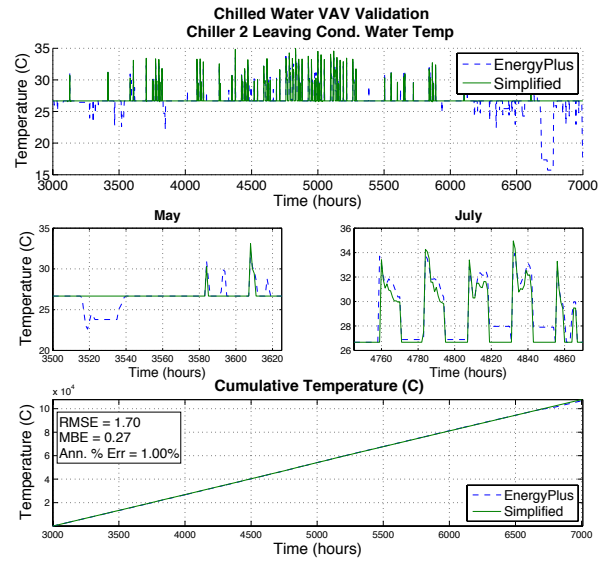 Chilled Water VAV Validation
Chiller 2 Leaving Cond. Water Temp
Temperature (C)
35
30
25
20
15
EnergyPlus
Simplified
3000 3500 4000 4500 5000 5500 6000 6500 7000
Time (hours)
May
Temperature (C)
35
30
25
20
3500 3520 3540 3560 3580 3600 3620
Time (hours)
July
36
34
32
30
28
26
4760 4780 4800 4820 4840 4860
Time (hours)
Cumulative Temperature (C)
x 10⁴
Temperature (C)
10
8
6
4
2
RMSE = 1.70
MBE = 0.27
Ann. % Err = 1.00%
EnergyPlus
Simplified
3000 3500 4000 4500 5000 5500 6000 6500 7000
Time (hours)